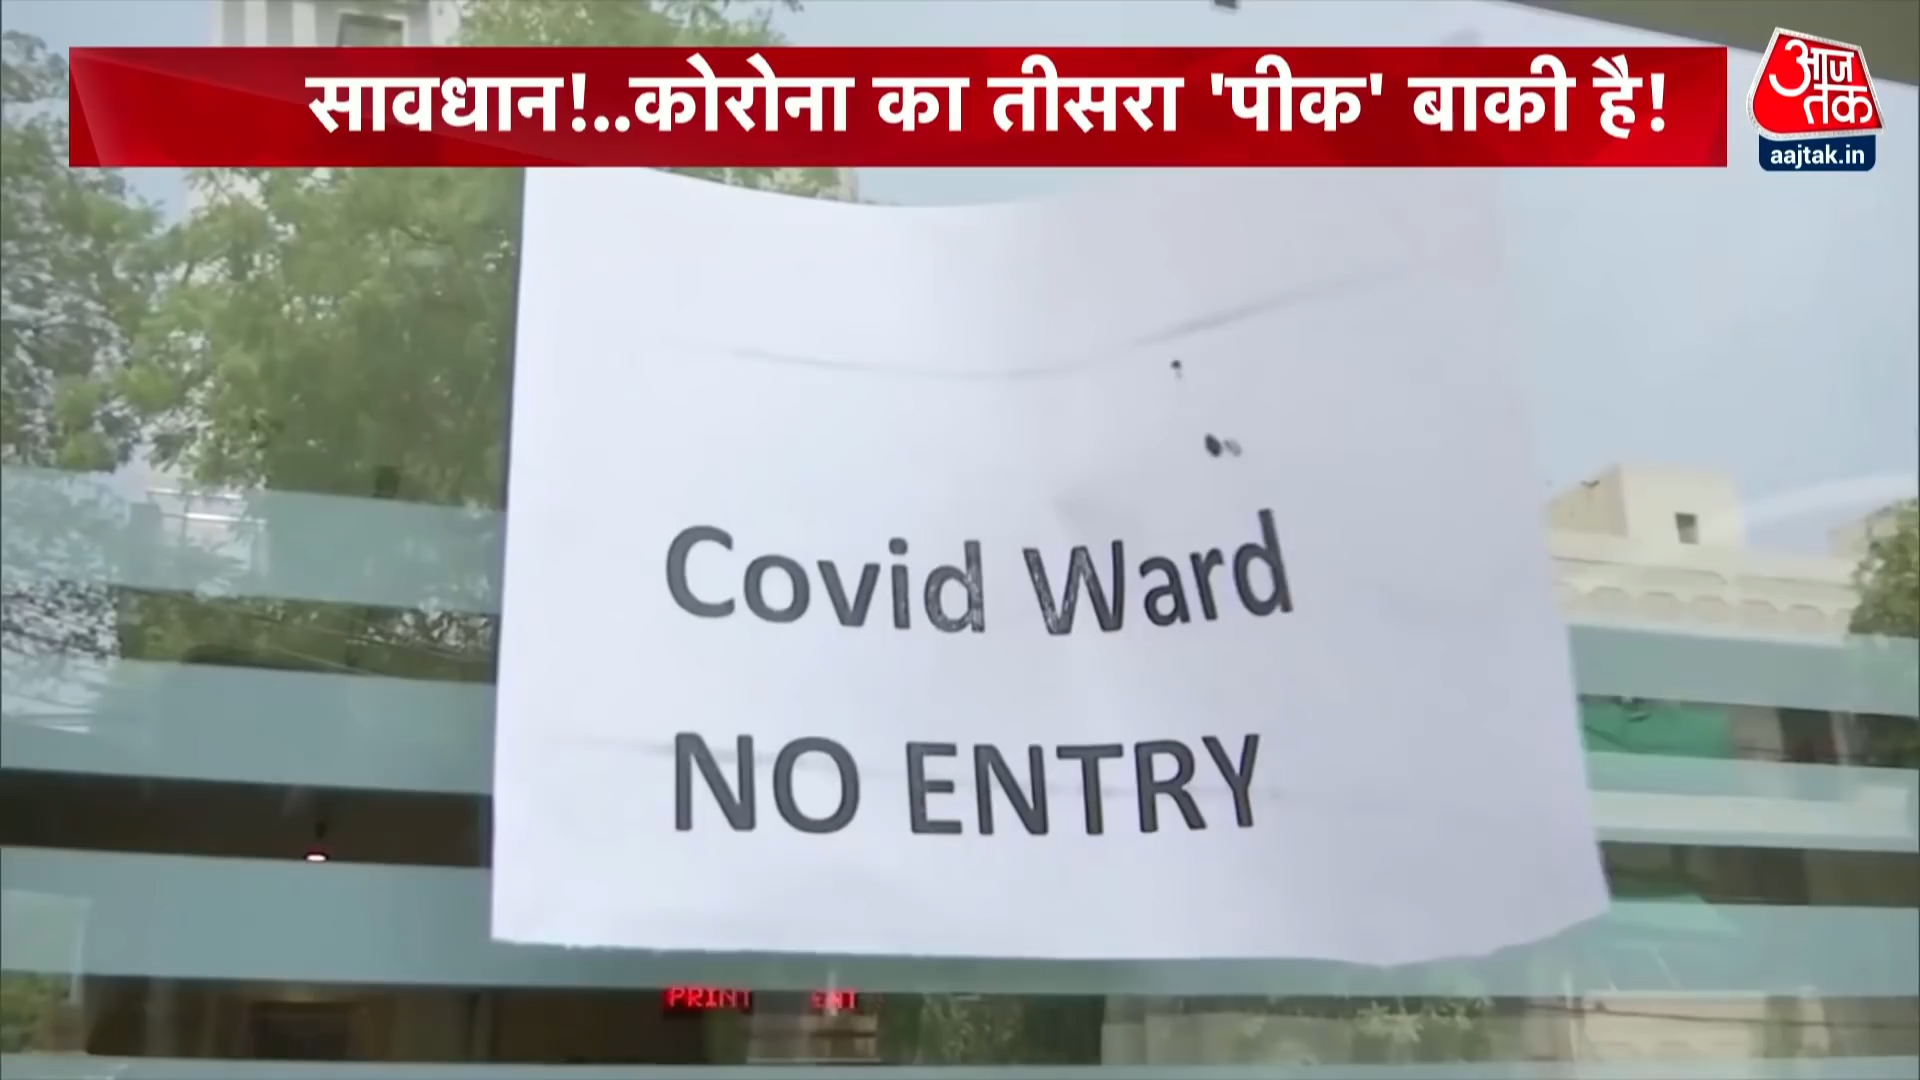 सावधान!..कोरोना का तीसरा 'पीक' बाकी है!
आज
तक
aajtak.in
Covid Ward
NO ENTRY
PRINT